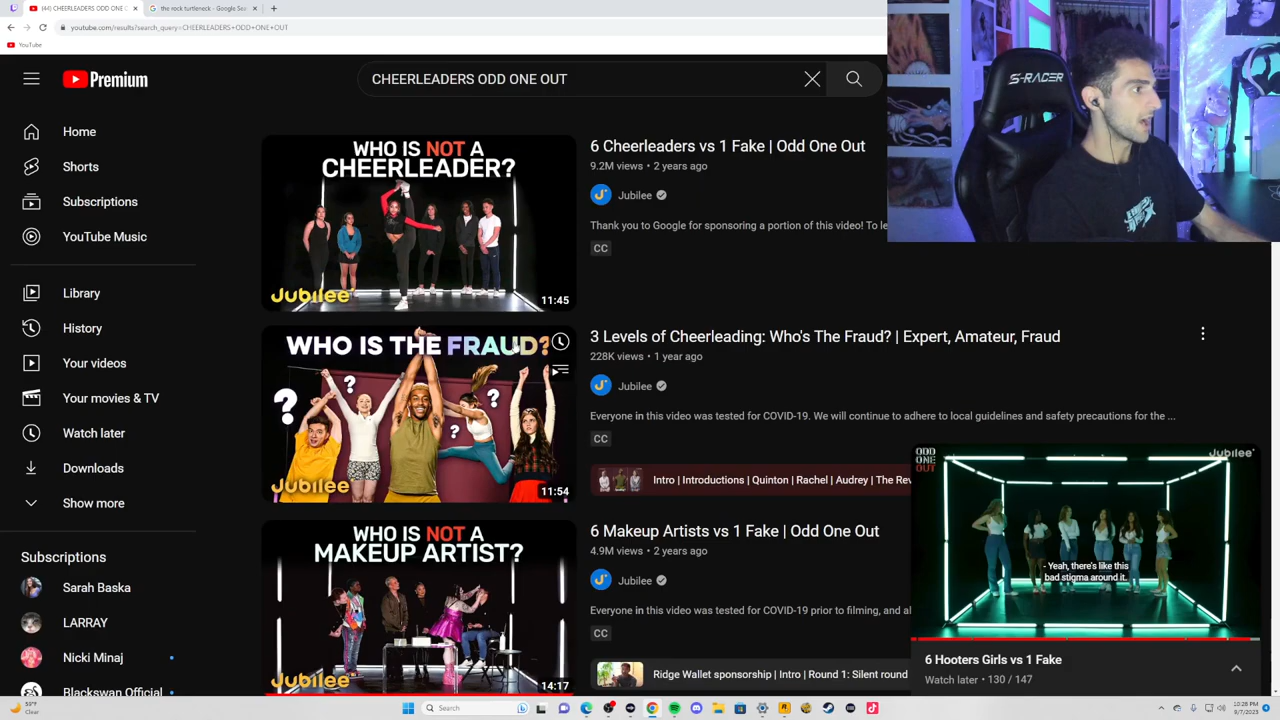 (44) CHEERLEADERS ODD ONE O
the rock turtleneck - Google Sea
youtube.com/results?search_query=CHEERLEADERS+ODD+ONE+OUT
YouTube
Premium
CHEERLEADERS ODD ONE OUT
S-RACER
Home
Shorts
Subscriptions
YouTube Music
Library
History
Your videos
Your movies & TV
Watch later
Downloads
Show more
Subscriptions
Sarah Baska
LARRAY
Nicki Minaj
Blackswan Official
WHO IS NOT A
CHEERLEADER?
Jubilee
11:45
6 Cheerleaders vs 1 Fake | Odd One Out
9.2M views • 2 years ago
Jubilee
Thank you to Google for sponsoring a portion of this video! To le
CC
WHO IS THE FRAUD?
?
?
?
?
Jubilee
11:54
3 Levels of Cheerleading: Who's The Fraud? | Expert, Amateur, Fraud
228K views • 1 year ago
Jubilee
Everyone in this video was tested for COVID-19. We will continue to adhere to local guidelines and safety precautions for the ...
CC
Intro | Introductions | Quinton | Rachel | Audrey | The Rev
WHO IS NOT A
MAKEUP ARTIST?
Jubilee
14:17
6 Makeup Artists vs 1 Fake | Odd One Out
4.9M views • 2 years ago
Jubilee
Everyone in this video was tested for COVID-19 prior to filming, and al
CC
Ridge Wallet sponsorship | Intro | Round 1: Silent round
ODD
ONE
OUT
Jubilee
- Yeah, there's like this
bad stigma around it.
6 Hooters Girls vs 1 Fake
Watch later • 130 / 147
53°F
Clear
Search
10:28 PM
9/7/2023